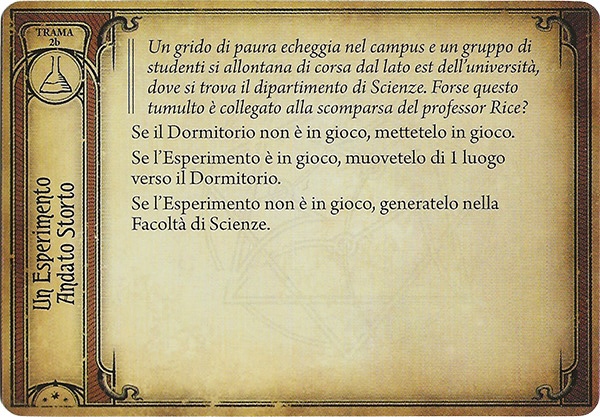 TRAMA
2b
Un Esperimento
Andato Storto
Un grido di paura echeggia nel campus e un gruppo di
studenti si allontana di corsa dal lato est dell'università,
dove si trova il dipartimento di Scienze. Forse questo
tumulto è collegato alla scomparsa del professor Rice?
Se il Dormitorio non è in gioco, mettetelo in gioco.
Se l'Esperimento è in gioco, muovetelo di 1 luogo
verso il Dormitorio.
Se l'Esperimento non è in gioco, generatelo nella
Facoltà di Scienze.